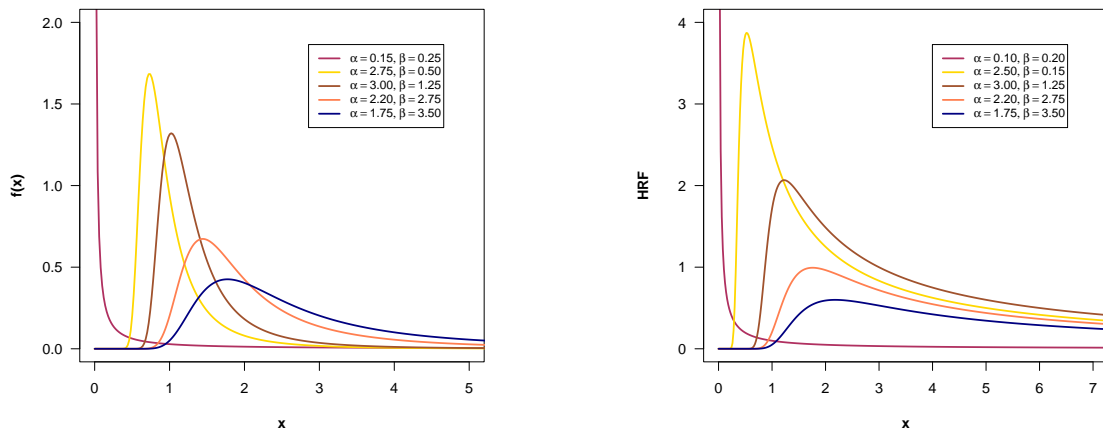 2.0
1.5
1.0
0.5
0.0
f(x)
α = 0.15, β = 0.25
α = 2.75, β = 0.50
α = 3.00, β = 1.25
α = 2.20, β = 2.75
α = 1.75, β = 3.50
0 1 2 3 4 5
x
4
3
2
1
0
HRF
α = 0.10, β = 0.20
α = 2.50, β = 0.15
α = 3.00, β = 1.25
α = 2.20, β = 2.75
α = 1.75, β = 3.50
0 1 2 3 4 5 6 7
x